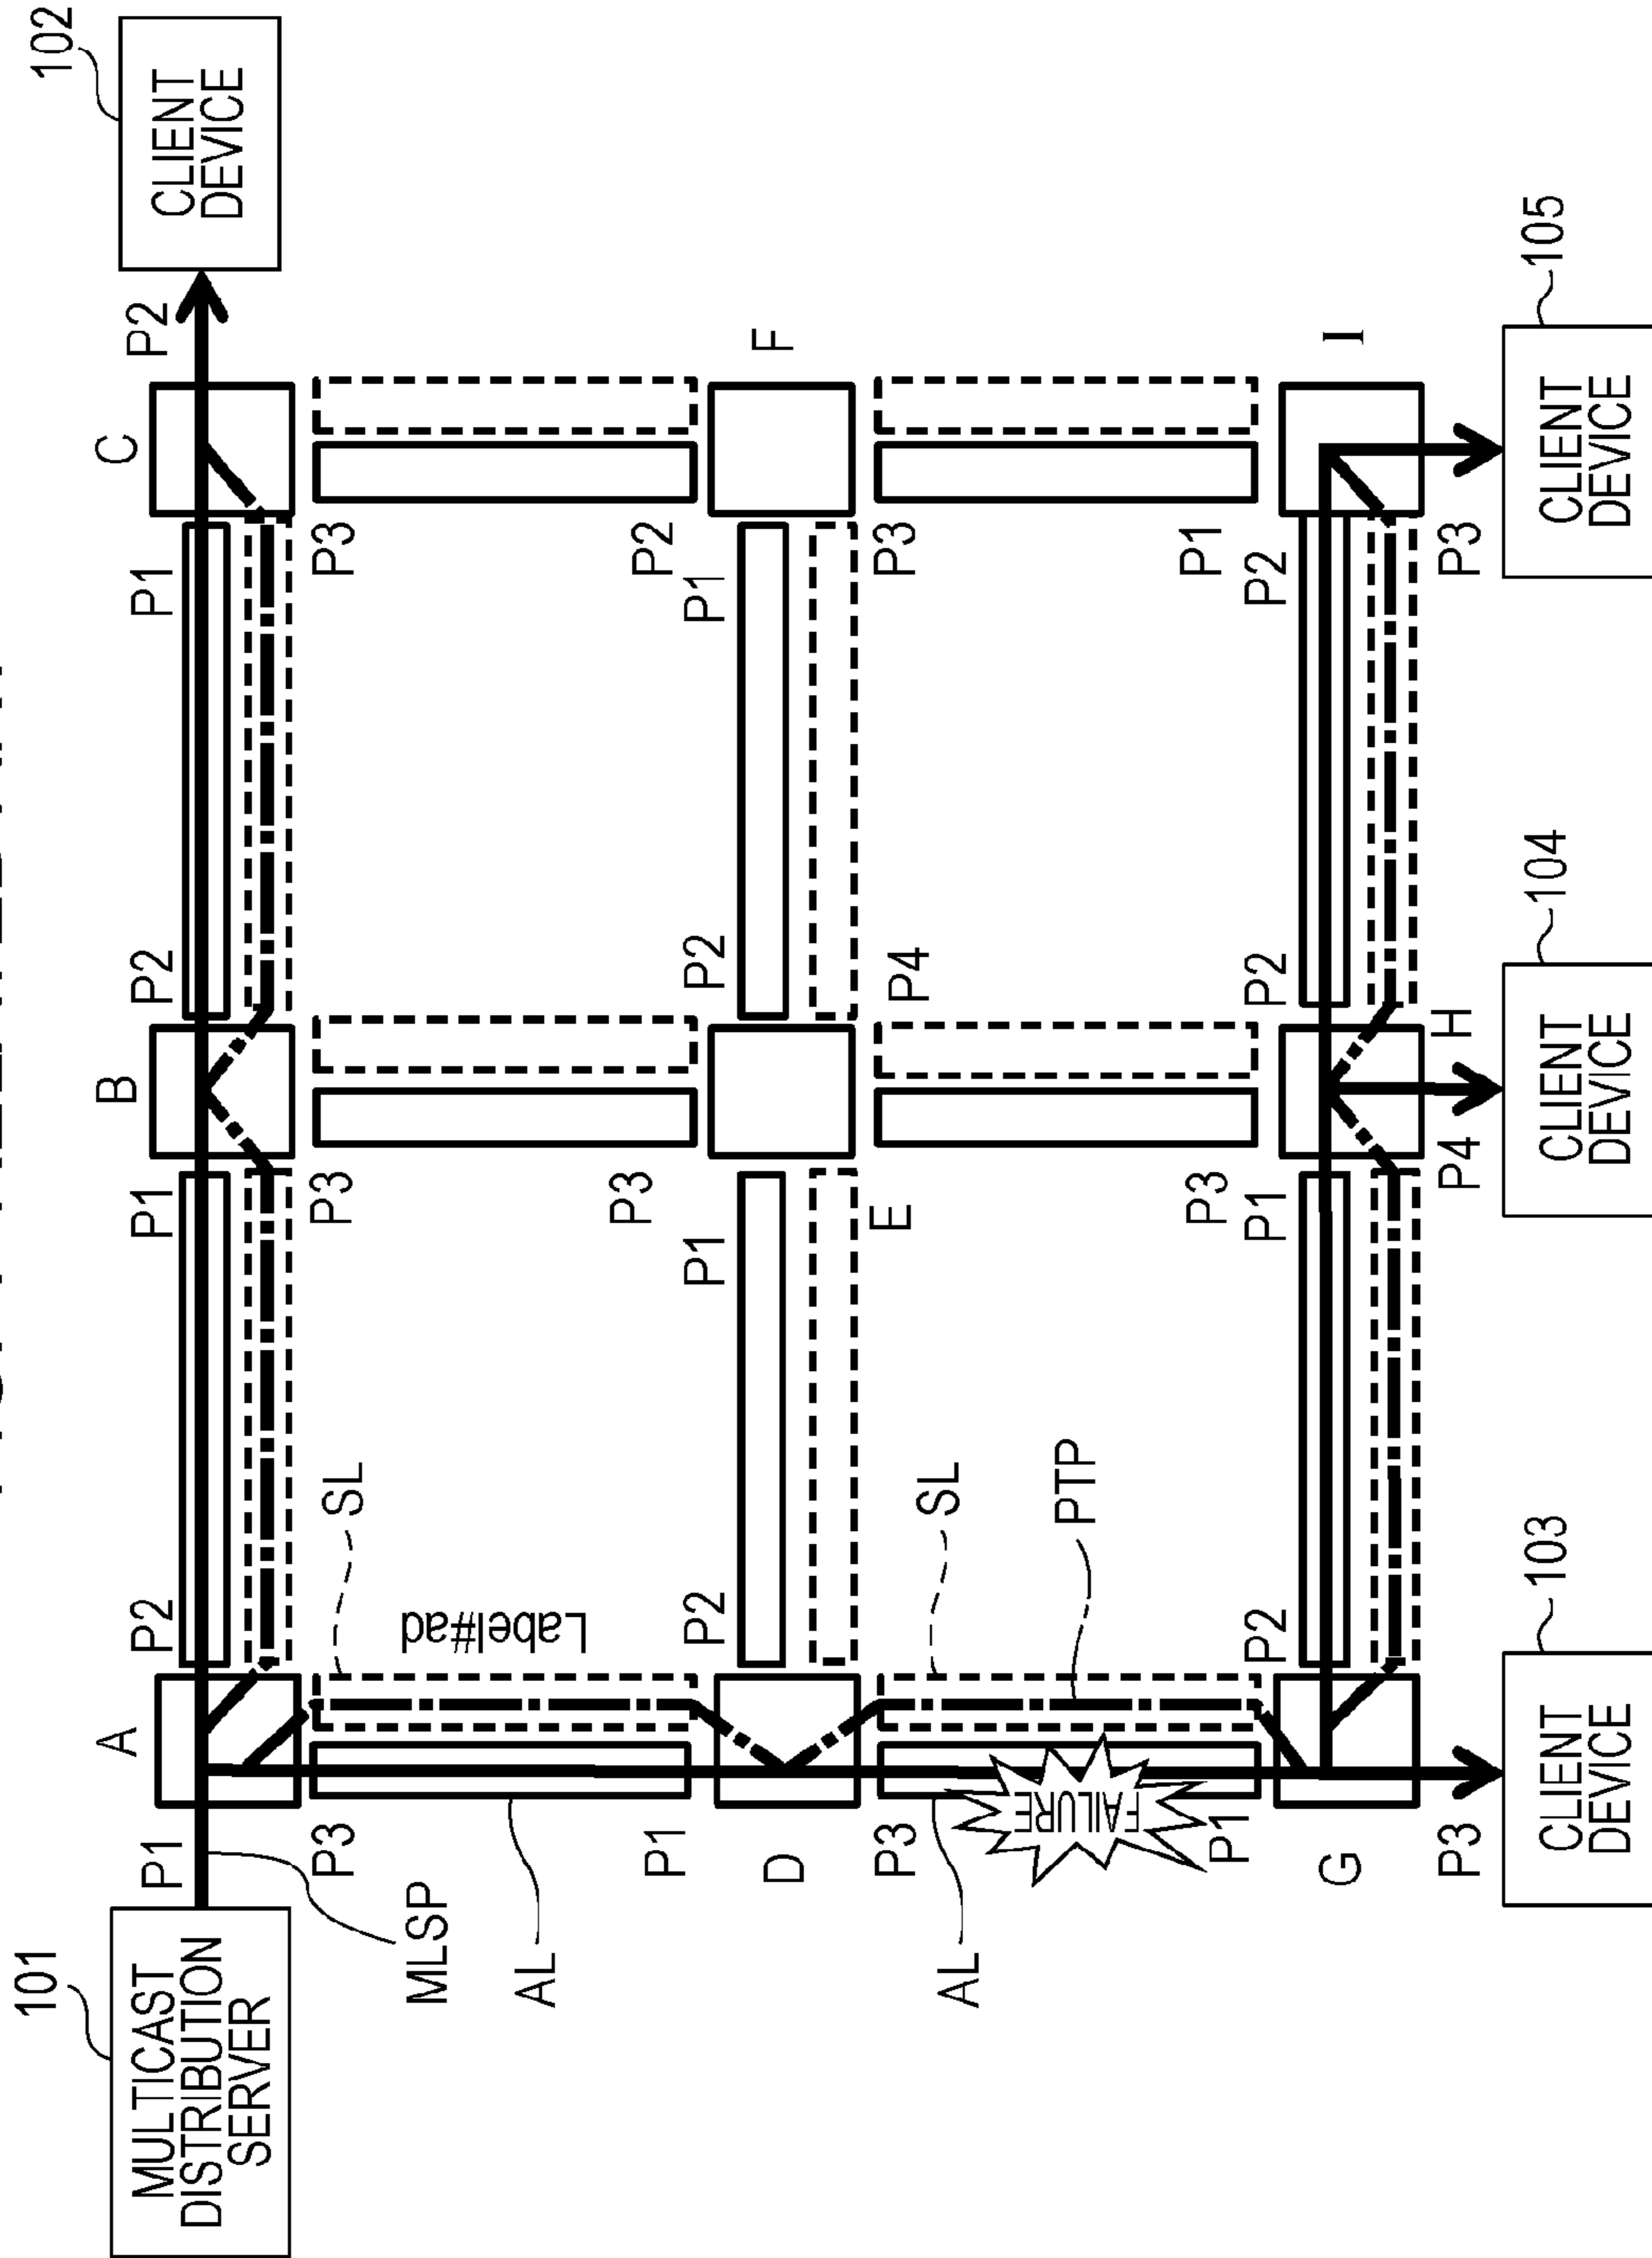 101
MULTICAST
DISTRIBUTION
SERVER
102
CLIENT
DEVICE
A
B
C
P1
P2
P1
P2
P1
P2
P3
SL
P3
P3
MLSP
Label#ad
AL
P1
P3
P2
P2
P1
P2
P1
D
E
F
P3
SL
P4
P3
AL
FAILURE
PTP
P1
P3
P1
P2
P1
P2
P2
G
H
I
P3
P4
P3
103
CLIENT
DEVICE
104
CLIENT
DEVICE
105
CLIENT
DEVICE